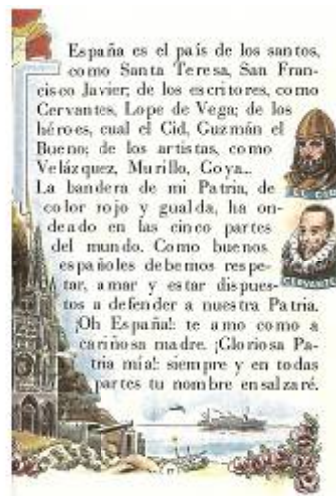 España es el país de los santos,
como Santa Teresa, San Fran-
cisco Javier; de los escritores, como
Cervantes, Lope de Vega; de los
héroes, cual el Cid, Guzmán el
Bueno; de los artistas, como
Velázquez, Murillo, Goya...
La bandera de mi Patria, de
color rojo y gualda, ha on-
deado en las cinco partes
del mundo. Como buenos
españoles debemos respe-
tar, amar y estar dispues-
tos a defender a nuestra Patria.
¡Oh España!: te amo como a
cariñosa madre. ¡Gloriosa Pa-
tria mía!: siempre y en todas
partes tu nombre ensalzaré.
EL CID
CERVANTES